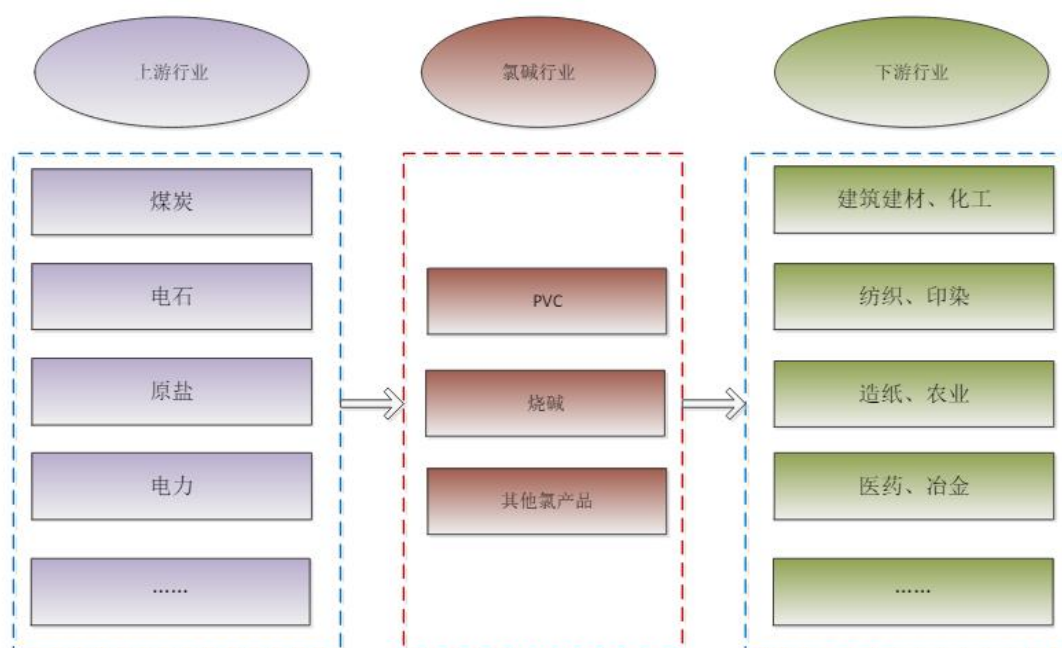 上游行业
氯碱行业
下游行业
煤炭
电石
原盐
电力
……
PVC
烧碱
其他氯产品
建筑建材、化工
纺织、印染
造纸、农业
医药、冶金
……